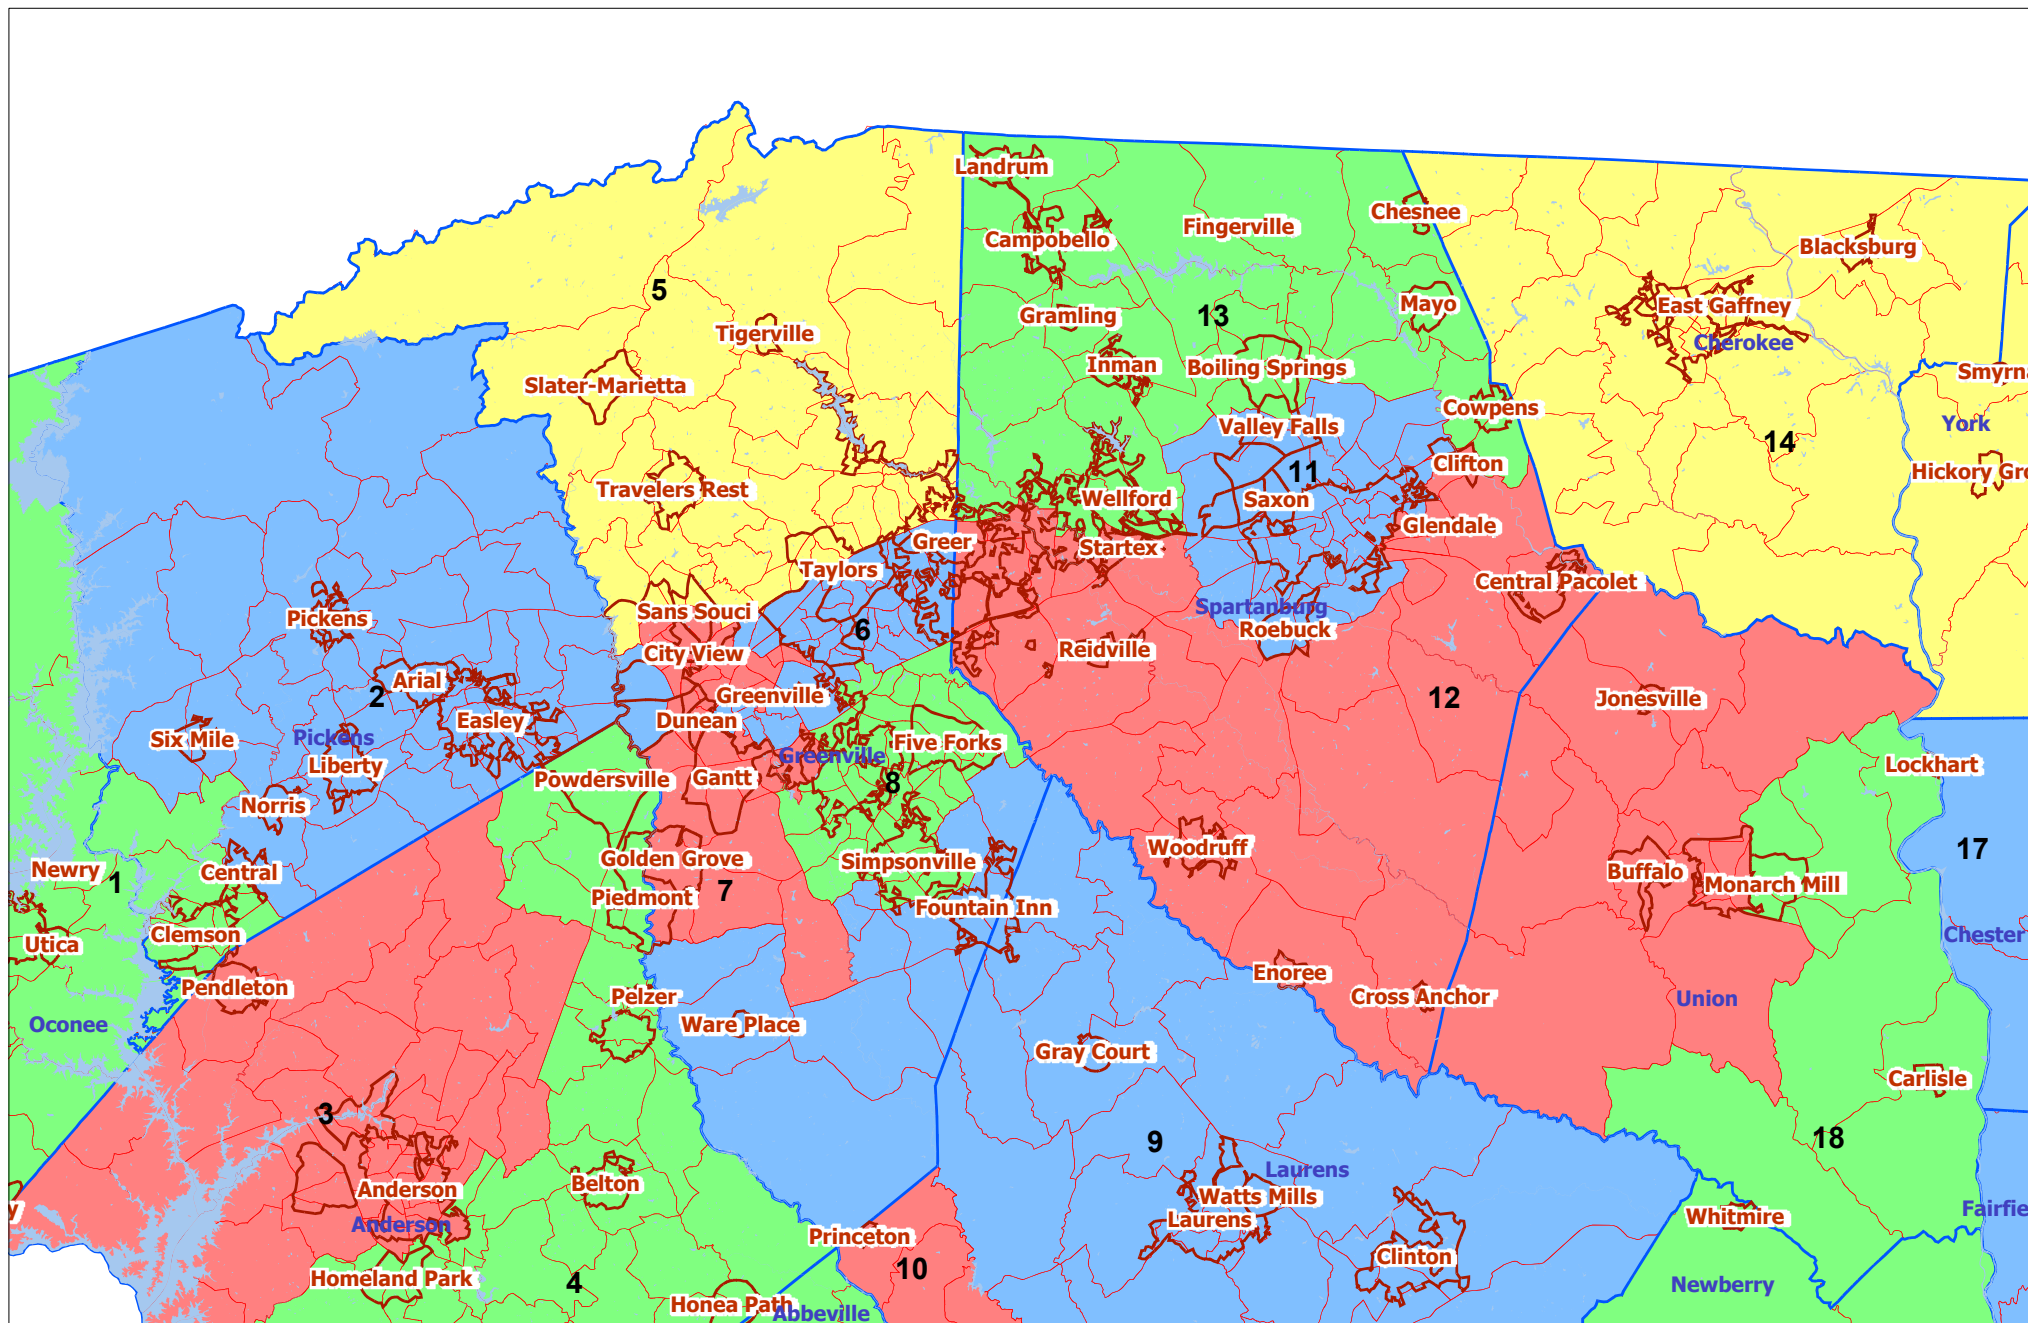 Landrum
Chesnee
Fingerville
Campobello
Blacksburg
5
Gramling
13
Mayo
East Gaffney
Cherokee
Tigerville
Inman
Boiling Springs
Slater-Marietta
Cowpens
York
Valley Falls
14
Travelers Rest
11
Clifton
Wellford
Saxon
Glendale
Greer
Startex
Taylors
Central Pacolet
Pickens
Sans Souci
Spartanburg
6
Roebuck
City View
Reidville
Arial
2
Greenville
12
Jonesville
Easley
Dunean
Six Mile
Pickens
Five Forks
Greenville
Liberty
Powdersville
Gantt
8
Lockhart
Norris
Woodruff
17
Newry
1
Central
Golden Grove
Simpsonville
Buffalo
Monarch Mill
7
Piedmont
Fountain Inn
Utica
Clemson
Chester
Pendleton
Enoree
Pelzer
Cross Anchor
Union
Oconee
Ware Place
Gray Court
Carlisle
3
9
18
Laurens
Belton
Anderson
Watts Mills
Laurens
Anderson
Whitmire
Princeton
Clinton
10
Homeland Park
4
Newberry
Honea Path
Abbeville